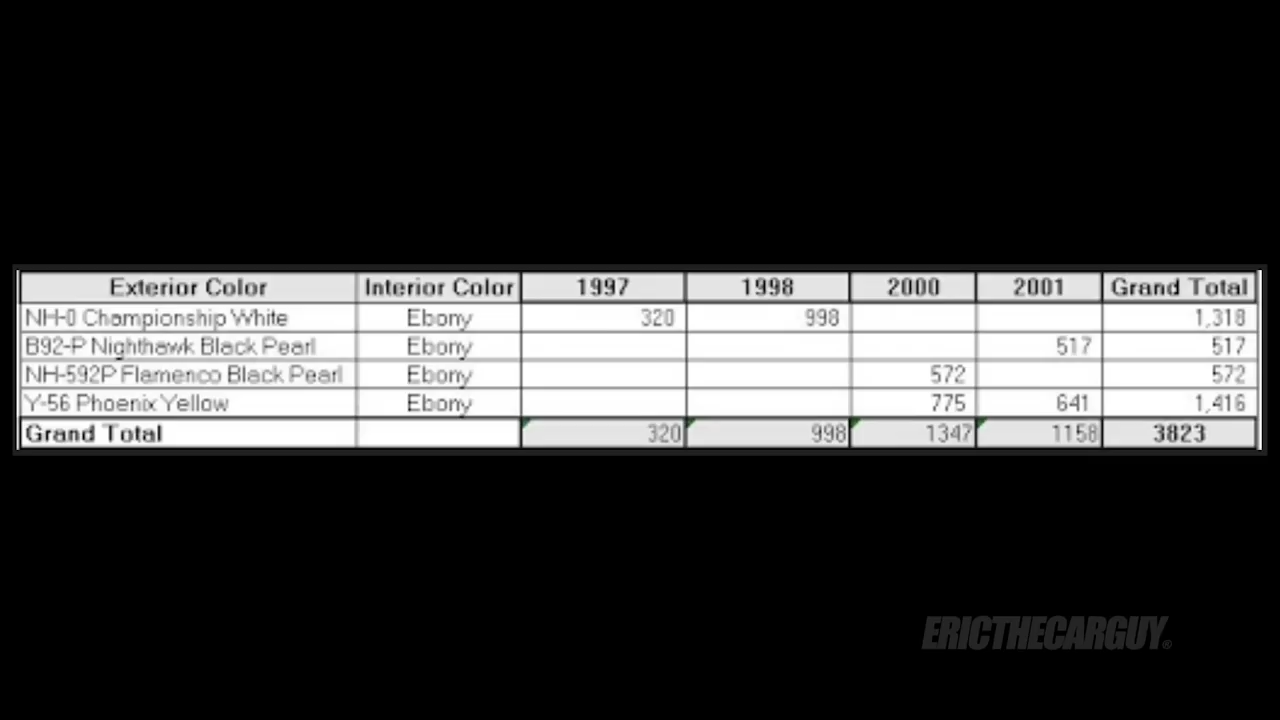 Exterior Color Interior Color 1997 1998 2000 2001 Grand Total
NH-0 Championship White Ebony 320 998 1,318
B92-P Nighthawk Black Pearl Ebony 517 517
NH-592P Flamenco Black Pearl Ebony 572 572
Y-56 Phoenix Yellow Ebony 775 641 1,416
Grand Total 320 998 1347 1158 3823
ERICTHECARGUY®